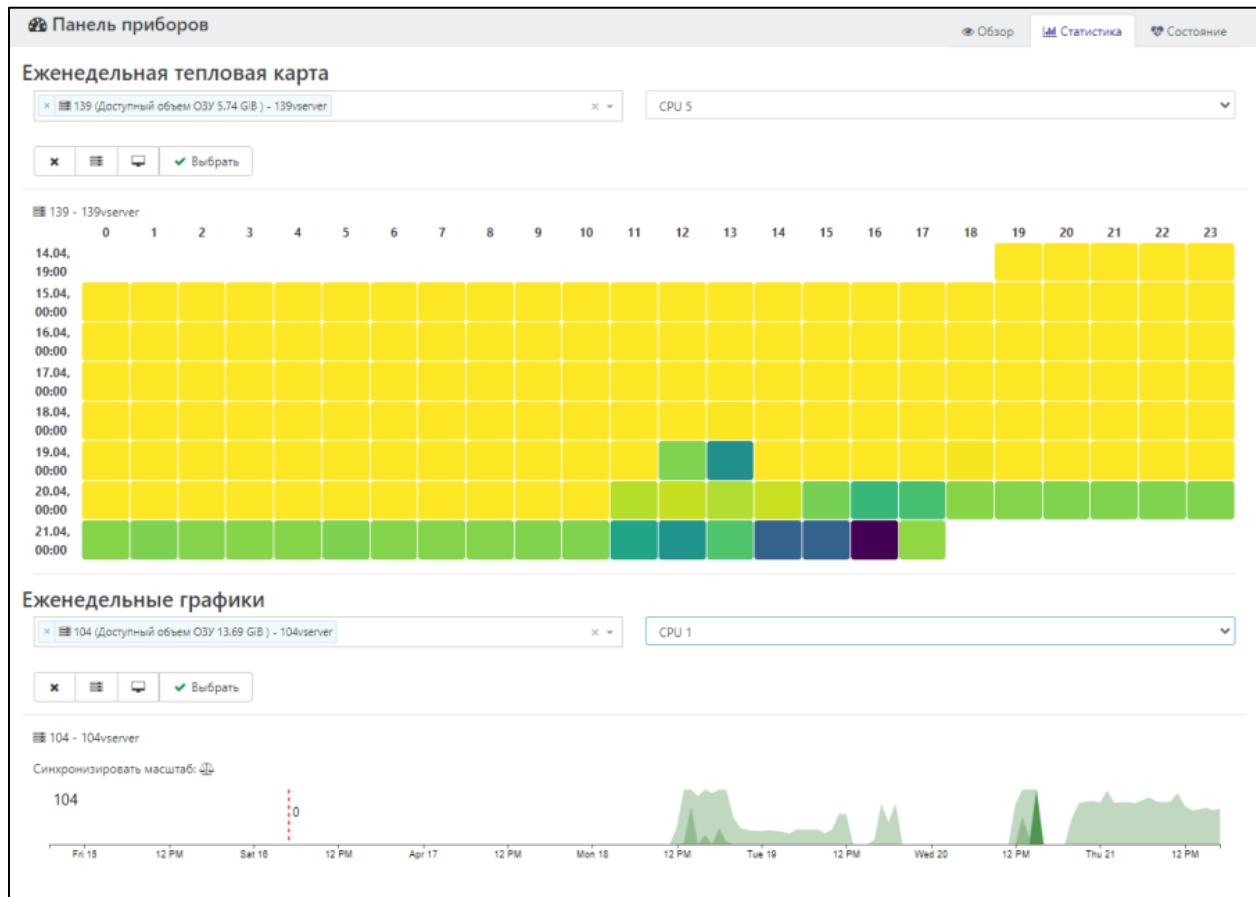 Панель приборов
Обзор Статистика Состояние
Еженедельная тепловая карта
× 139 (Доступный объем ОЗУ 5.74 GiB ) - 139vserver × CPU 5
Выбрать
139 - 139vserver
0 1 2 3 4 5 6 7 8 9 10 11 12 13 14 15 16 17 18 19 20 21 22 23
14.04,
19:00
15.04,
00:00
16.04,
00:00
17.04,
00:00
18.04,
00:00
19.04,
00:00
20.04,
00:00
21.04,
00:00
Еженедельные графики
× 104 (Доступный объем ОЗУ 13.69 GiB ) - 104vserver × CPU 1
Выбрать
104 - 104vserver
Синхронизировать масштаб:
104
0
Fri 15 12 PM Sat 16 12 PM Apr 17 12 PM Mon 18 12 PM Tue 19 12 PM Wed 20 12 PM Thu 21 12 PM